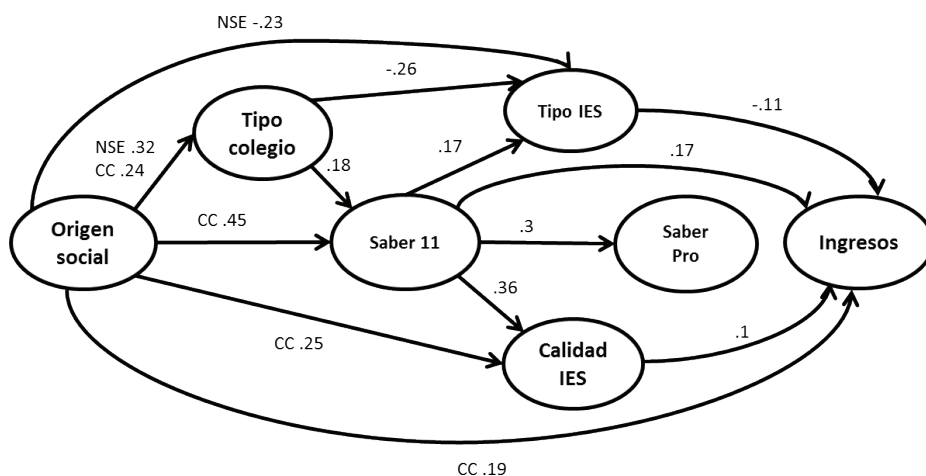 NSE -.23
-.26
Tipo IES
-.11
Tipo
colegio
NSE .32
CC .24
.18
.17
.17
Origen
social
CC .45
Saber 11
.3
Saber
Pro
Ingresos
.36
CC .25
Calidad
IES
.1
CC .19